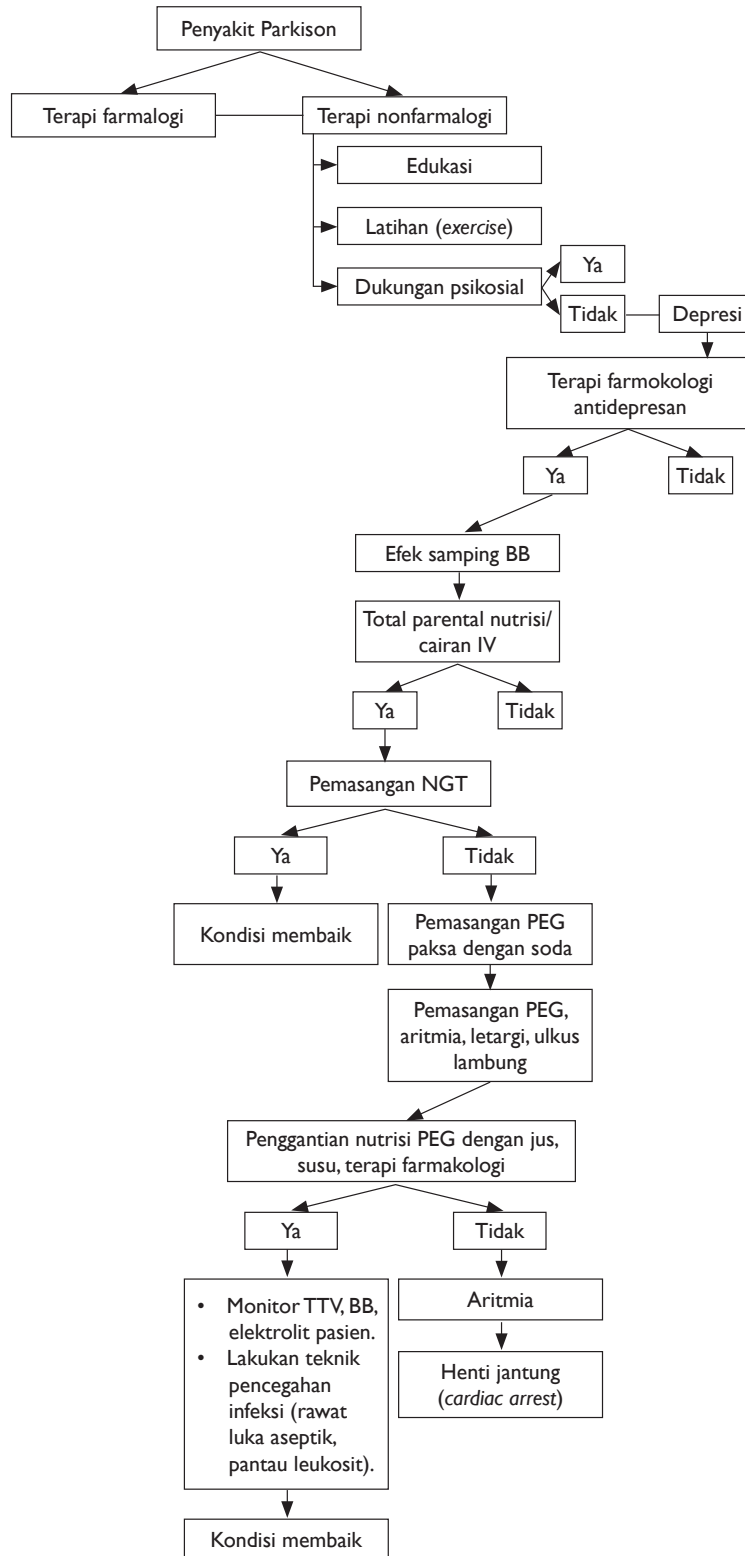 Penyakit Parkison
Terapi farmalogi
Terapi nonfarmalogi
Edukasi
Latihan (exercise)
Dukungan psikosial
Ya
Tidak
Depresi
Terapi farmokologi
antidepresan
Ya
Tidak
Efek samping BB
Total parental nutrisi/
cairan IV
Ya
Tidak
Pemasangan NGT
Ya
Tidak
Kondisi membaik
Pemasangan PEG
paksa dengan soda
Pemasangan PEG,
aritmia, letargi, ulkus
lambung
Penggantian nutrisi PEG dengan jus,
susu, terapi farmakologi
Ya
Tidak
• Monitor TTV, BB,
elektrolit pasien.
• Lakukan teknik
pencegahan
infeksi (rawat
luka aseptik,
pantau leukosit).
Aritmia
Henti jantung
(cardiac arrest)
Kondisi membaik